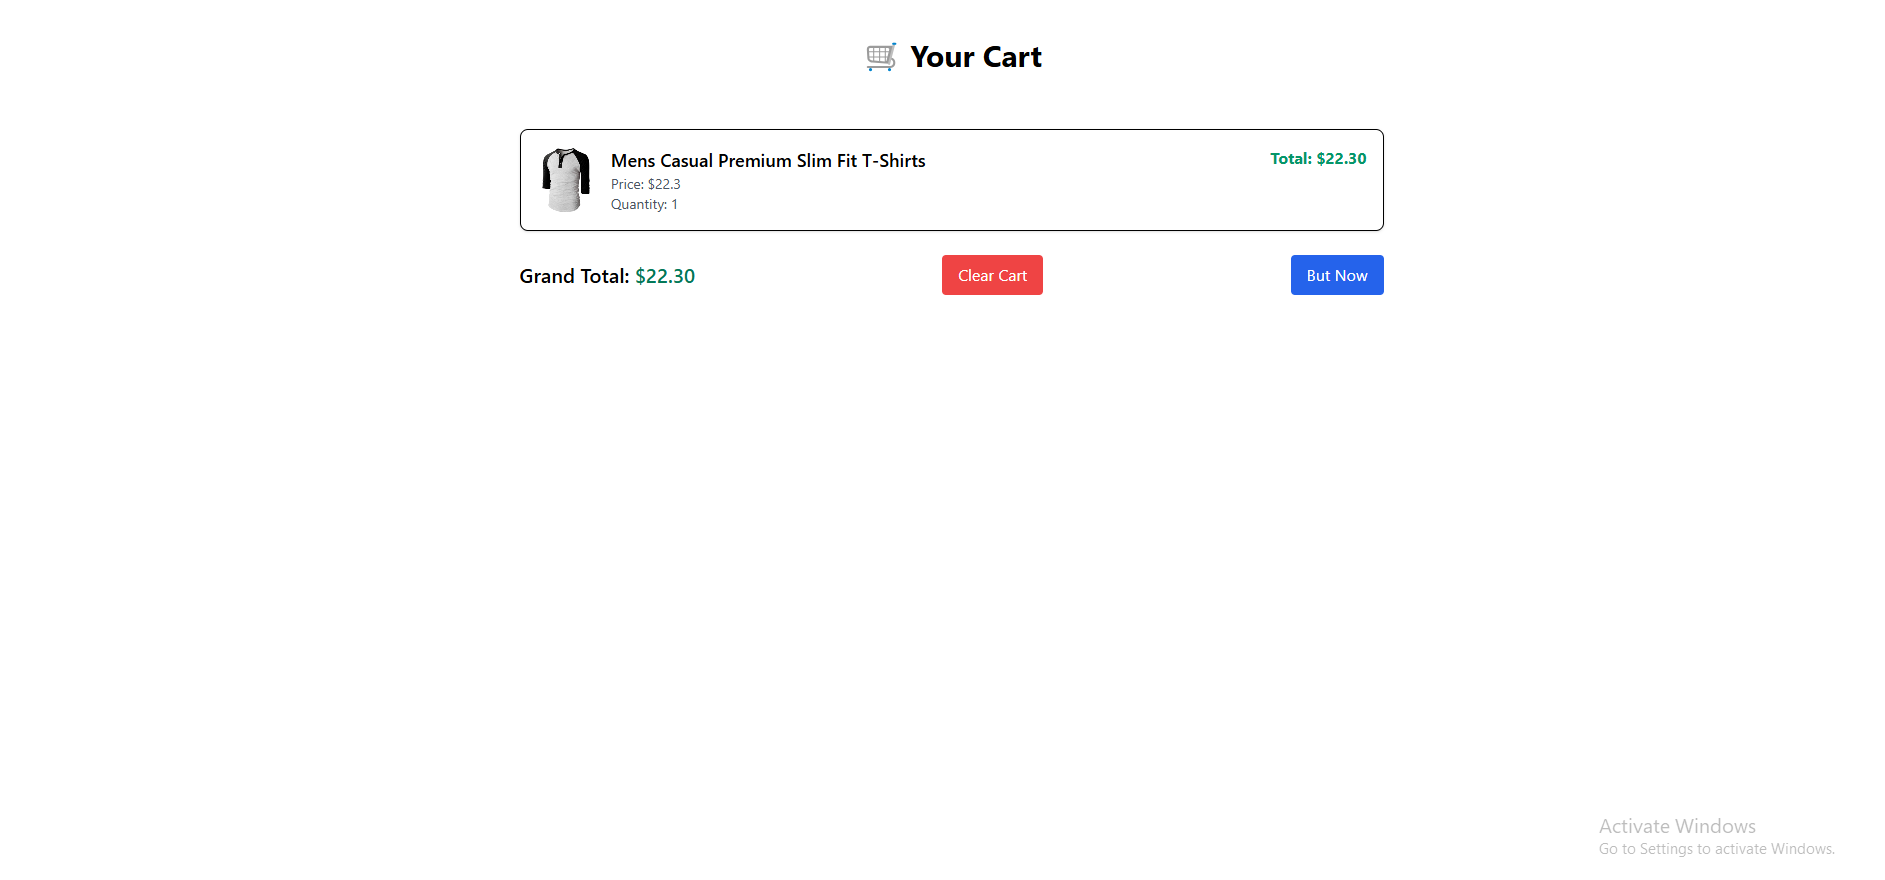 🛒 Your Cart
Mens Casual Premium Slim Fit T-Shirts
Total: $22.30
Price: $22.3
Quantity: 1
Grand Total: $22.30
Clear Cart
But Now
Activate Windows
Go to Settings to activate Windows.